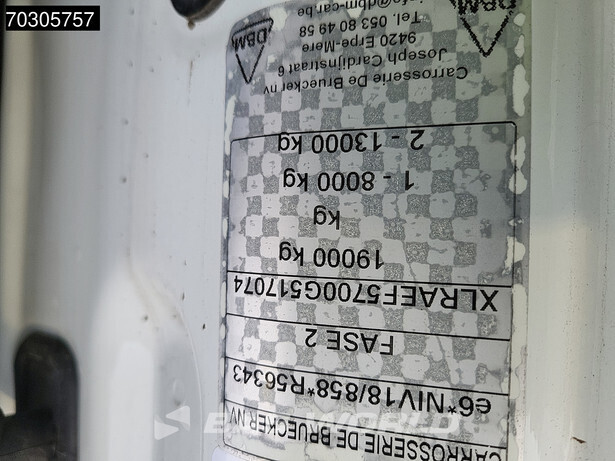 70305757
CARROSSERIE DE BRUECKER NV
e6*NIV18/858*R56343
FASE 2
XLRAEF5700G517074
19000 kg
kg
1 - 8000 kg
2 - 13000 kg
Carrosserie De Bruecker nv
Joseph Cardijnstraat 6
9420 Erpe-Mere
Tel. 053 80 49 58
info@dbm-car.be
DBM
DBM